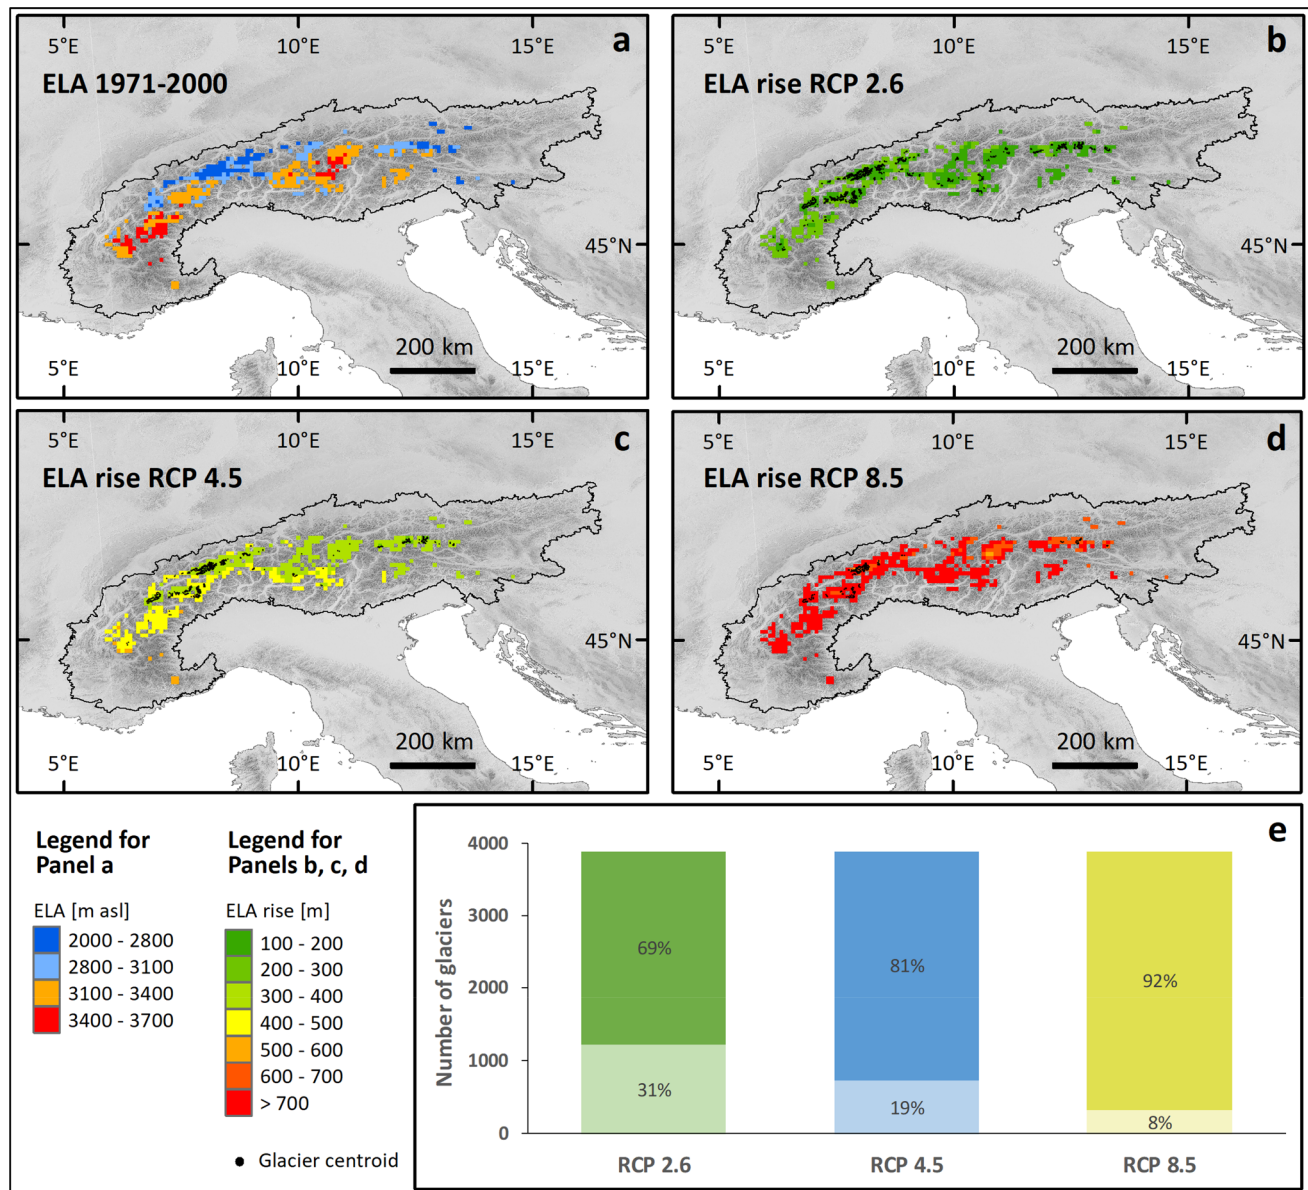 5°E 10°E 15°E a
ELA 1971-2000
45°N
200 km
5°E 10°E 15°E
5°E 10°E 15°E b
ELA rise RCP 2.6
45°N
200 km
5°E 10°E 15°E
5°E 10°E 15°E c
ELA rise RCP 4.5
45°N
200 km
5°E 10°E 15°E
5°E 10°E 15°E d
ELA rise RCP 8.5
45°N
200 km
5°E 10°E 15°E
Legend for
Panel a
ELA [m asl]
2000 - 2800
2800 - 3100
3100 - 3400
3400 - 3700
Legend for
Panels b, c, d
ELA rise [m]
100 - 200
200 - 300
300 - 400
400 - 500
500 - 600
600 - 700
> 700
Glacier centroid
e
Number of glaciers
4000
3000
2000
1000
0
69%
31%
81%
19%
92%
8%
RCP 2.6 RCP 4.5 RCP 8.5